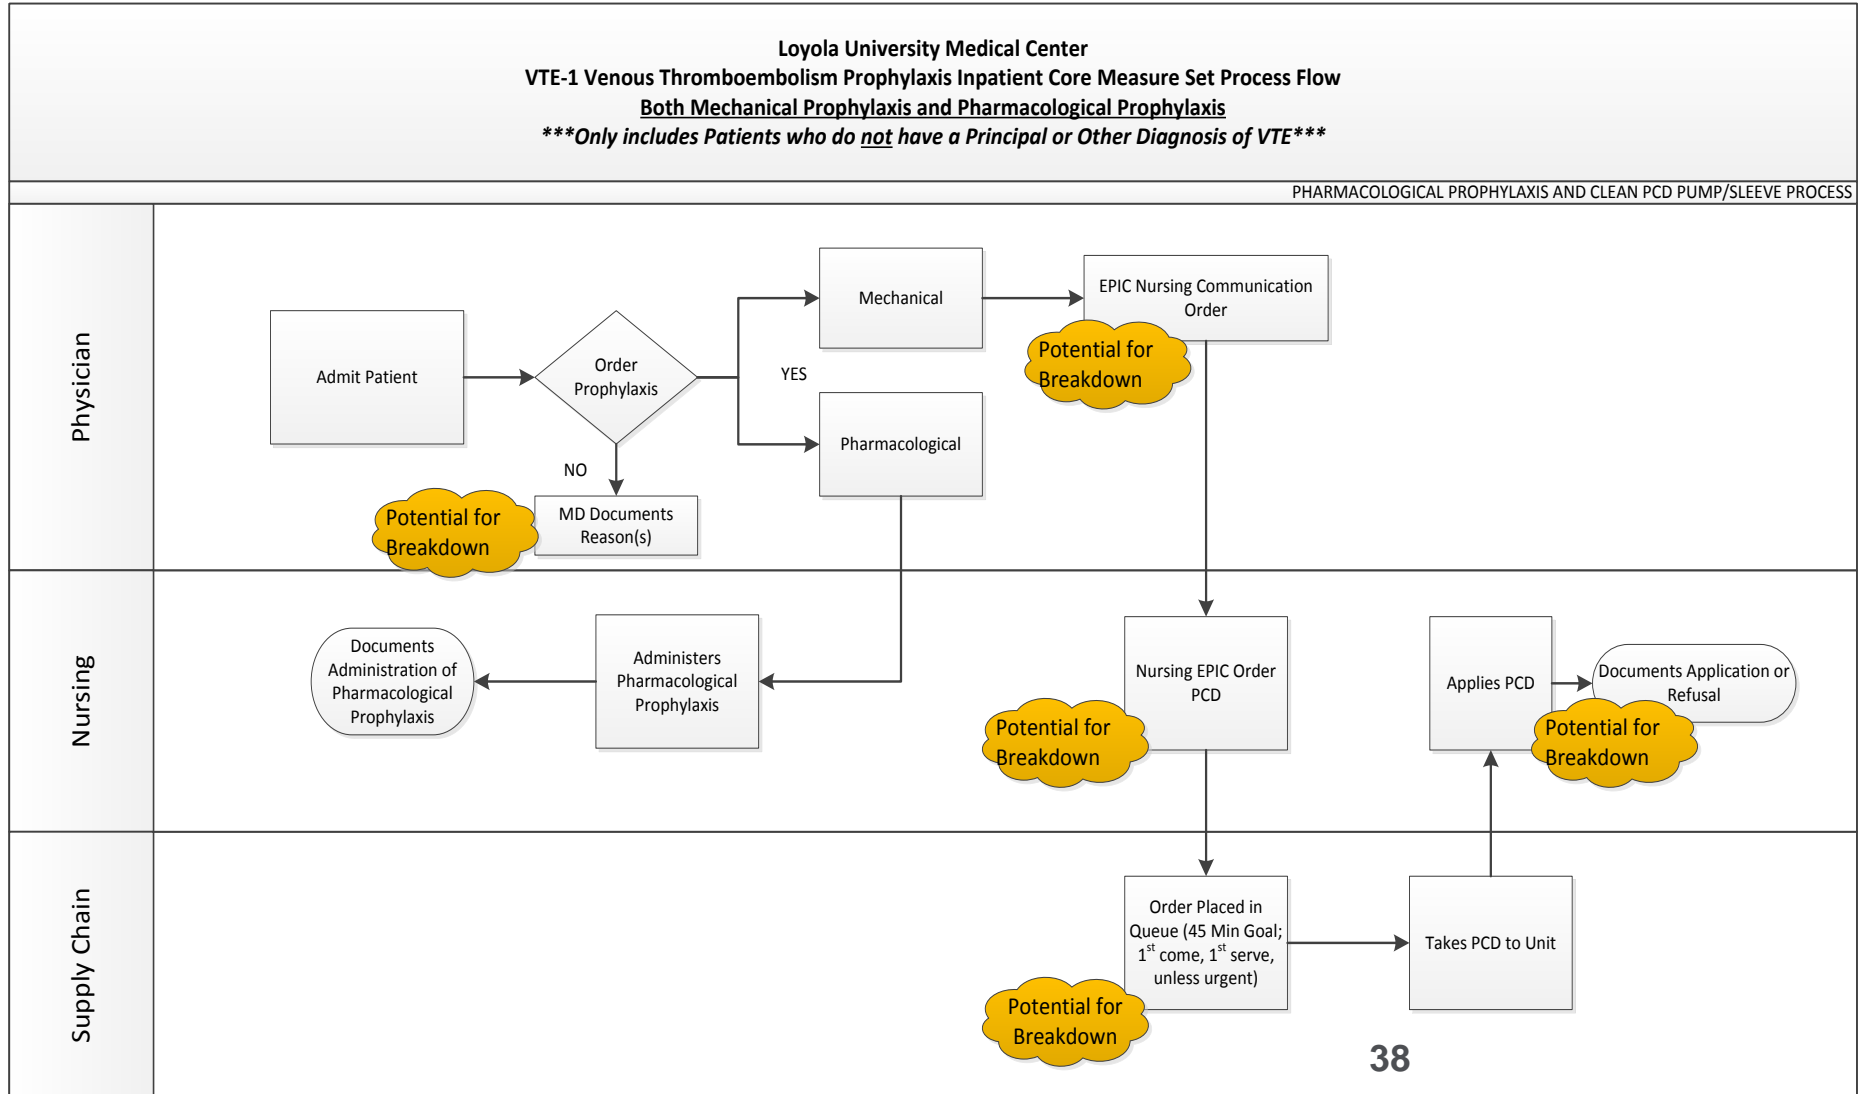 Loyola University Medical Center
VTE-1 Venous Thromboembolism Prophylaxis Inpatient Core Measure Set Process Flow
Both Mechanical Prophylaxis and Pharmacological Prophylaxis
***Only includes Patients who do not have a Principal or Other Diagnosis of VTE***
PHARMACOLOGICAL PROPHYLAXIS AND CLEAN PCD PUMP/SLEEVE PROCESS
Physician
Admit Patient
Order
Prophylaxis
YES
NO
Mechanical
Pharmacological
EPIC Nursing Communication
Order
Potential for
Breakdown
MD Documents
Reason(s)
Potential for
Breakdown
Nursing
Documents
Administration of
Pharmacological
Prophylaxis
Administers
Pharmacological
Prophylaxis
Nursing EPIC Order
PCD
Potential for
Breakdown
Applies PCD
Documents Application or
Refusal
Potential for
Breakdown
Supply Chain
Order Placed in
Queue (45 Min Goal;
1st come, 1st serve,
unless urgent)
Potential for
Breakdown
Takes PCD to Unit
38